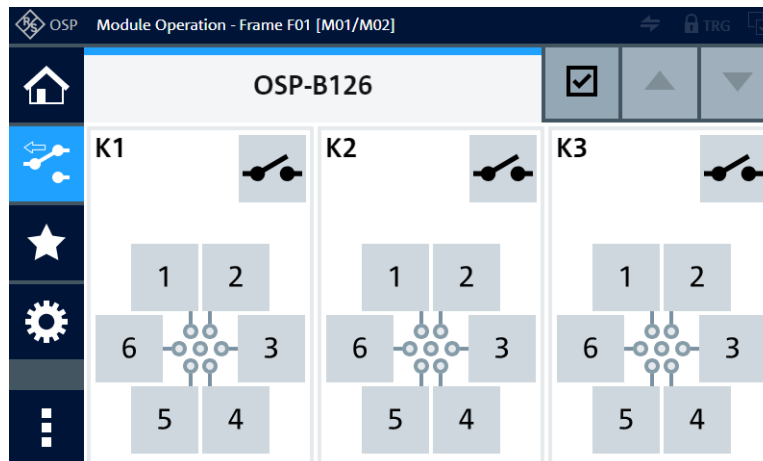 R&S OSP Module Operation - Frame F01 [M01/M02] TRG
OSP-B126
K1 K2 K3
1 2 1 2 1 2
6 3 6 3 6 3
5 4 5 4 5 4